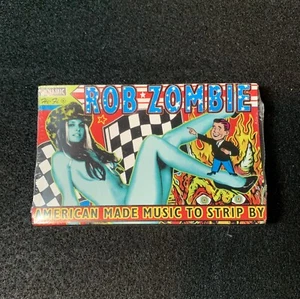 ROB ZOMBIE
AMERICAN MADE MUSIC TO STRIP BY